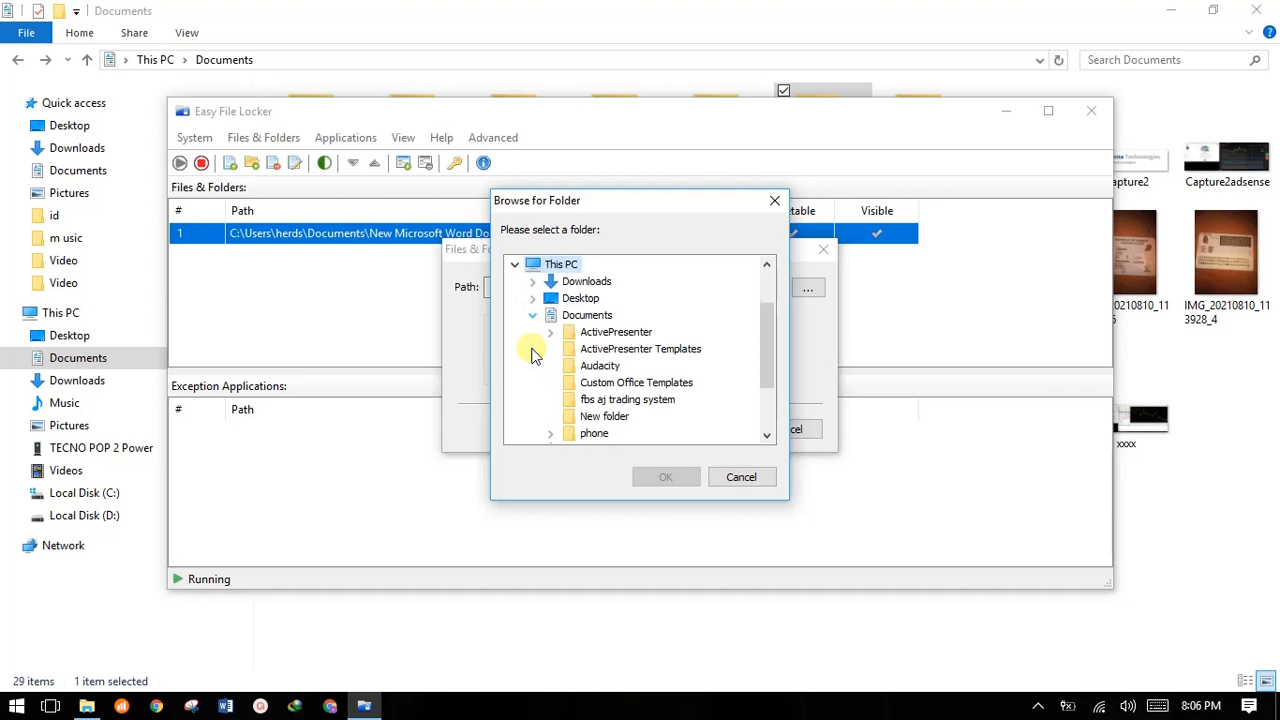 Documents
File Home Share View
This PC Documents Search Documents
Quick access
Desktop
Downloads
Documents
Pictures
id
m usic
Video
Video
This PC
Desktop
Documents
Downloads
Music
Pictures
TECNO POP 2 Power
Videos
Local Disk (C:)
Local Disk (D:)
Network
Easy File Locker
System Files & Folders Applications View Help Advanced
Files & Folders:
# Path table Visible
1 C:\Users\herds\Documents\New Microsoft Word Do
Files & Fo
Path: ...
cel
Browse for Folder
Please select a folder:
This PC
Downloads
Desktop
Documents
ActivePresenter
ActivePresenter Templates
Audacity
Custom Office Templates
fbs aj trading system
New folder
phone
OK Cancel
Exception Applications:
# Path
Running
Technologies
Capture2 Capture2adsense
IMG_20210810_113928_4
xxxx
29 items 1 item selected
8:06 PM